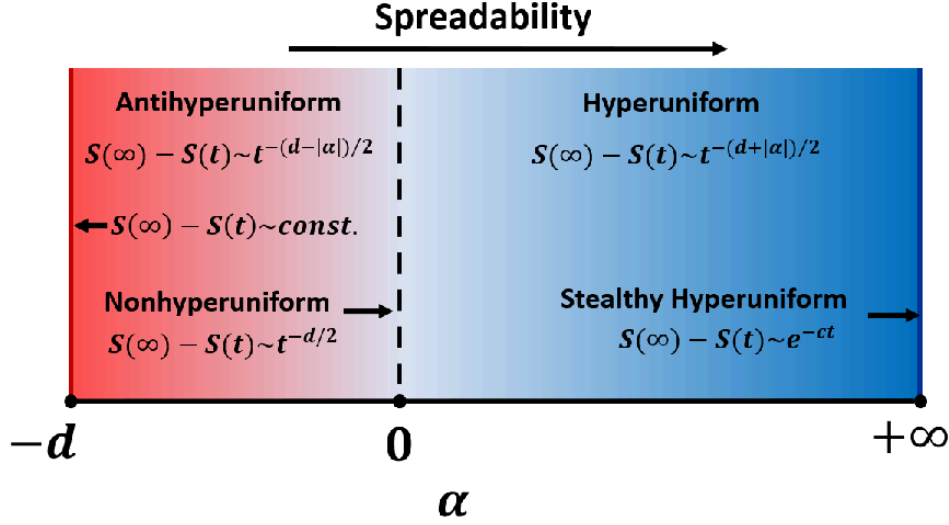 Spreadability
Antihyperuniform
S(∞) − S(t)~t^{−(d−|α|)/2}
S(∞) − S(t)~const.
Nonhyperuniform
S(∞) − S(t)~t^{−d/2}
Hyperuniform
S(∞) − S(t)~t^{−(d+|α|)/2}
Stealthy Hyperuniform
S(∞) − S(t)~e^{−ct}
−d
0
+∞
α